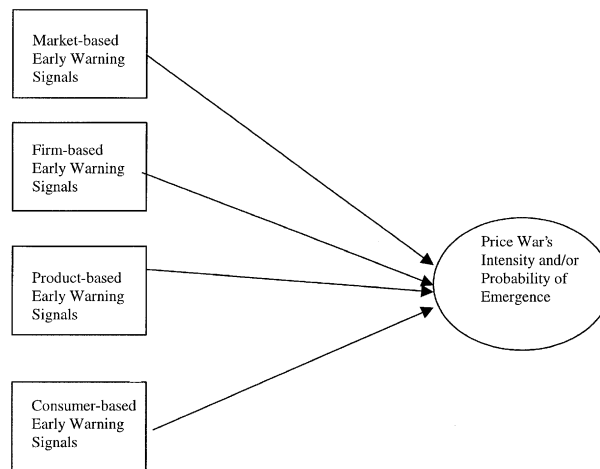 Market-based
Early Warning
Signals
Firm-based
Early Warning
Signals
Product-based
Early Warning
Signals
Consumer-based
Early Warning
Signals
Price War's
Intensity and/or
Probability of
Emergence